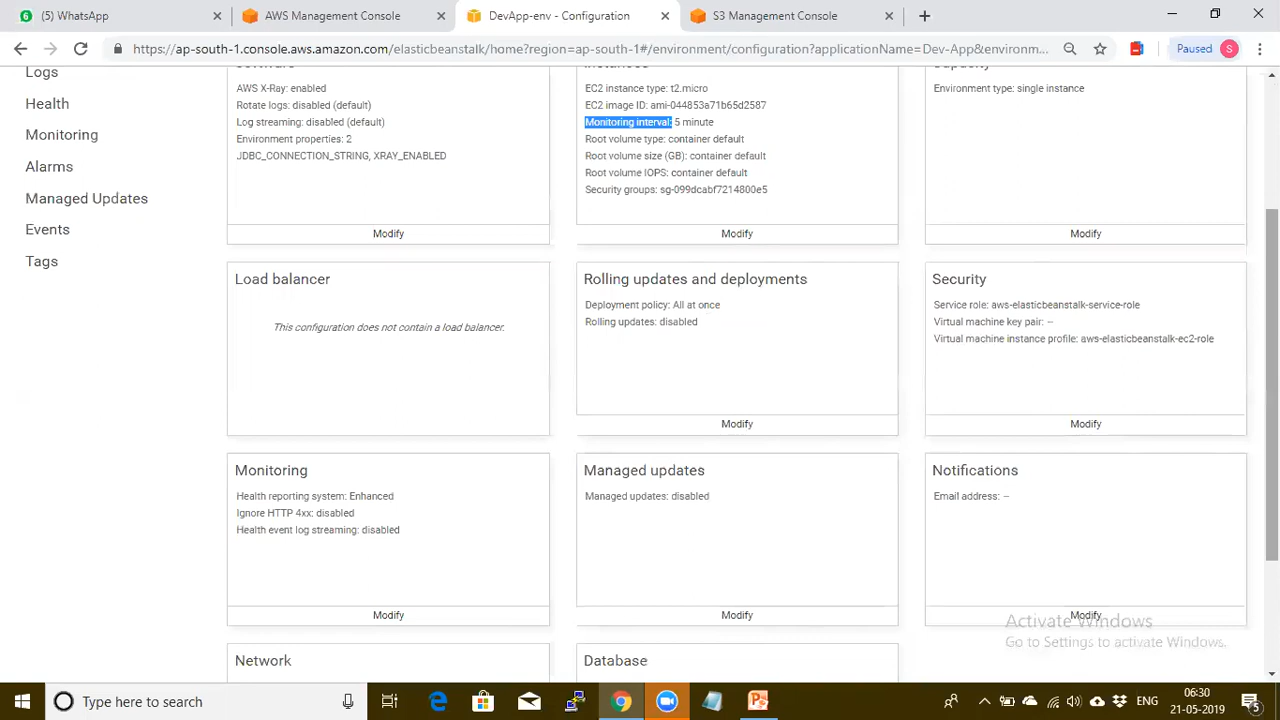 (5) WhatsApp
AWS Management Console
DevApp-env - Configuration
S3 Management Console
https://ap-south-1.console.aws.amazon.com/elasticbeanstalk/home?region=ap-south-1#/environment/configuration?applicationName=Dev-App&environm...
Paused
S
Logs
Health
Monitoring
Alarms
Managed Updates
Events
Tags
Software
AWS X-Ray: enabled
Rotate logs: disabled (default)
Log streaming: disabled (default)
Environment properties: 2
JDBC_CONNECTION_STRING, XRAY_ENABLED
Modify
Instances
EC2 instance type: t2.micro
EC2 image ID: ami-044853a71b65d2587
Monitoring interval: 5 minute
Root volume type: container default
Root volume size (GB): container default
Root volume IOPS: container default
Security groups: sg-099dcabf7214800e5
Modify
Capacity
Environment type: single instance
Modify
Load balancer
This configuration does not contain a load balancer.
Rolling updates and deployments
Deployment policy: All at once
Rolling updates: disabled
Modify
Security
Service role: aws-elasticbeanstalk-service-role
Virtual machine key pair: --
Virtual machine instance profile: aws-elasticbeanstalk-ec2-role
Modify
Monitoring
Health reporting system: Enhanced
Ignore HTTP 4xx: disabled
Health event log streaming: disabled
Modify
Managed updates
Managed updates: disabled
Modify
Notifications
Email address: --
Modify
Network
Database
Activate Windows
Go to Settings to activate Windows.
Type here to search
ENG
06:30
21-05-2019
5